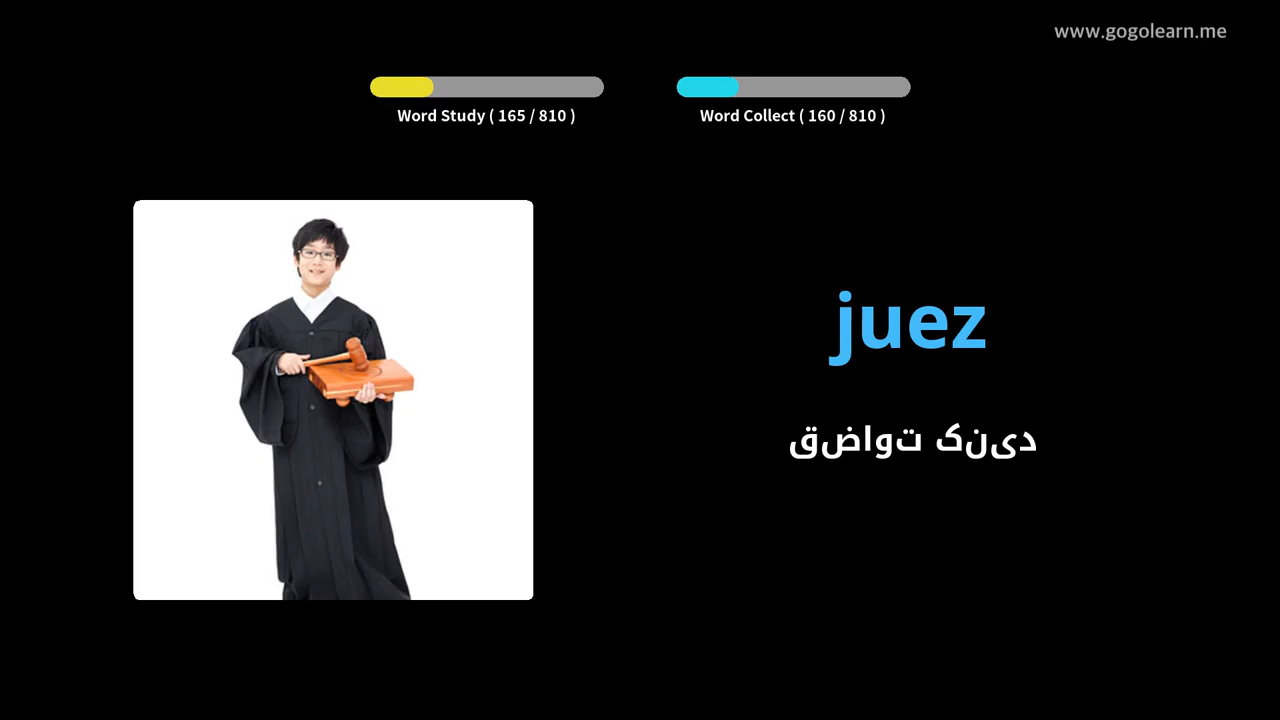 www.gogolearn.me
Word Study ( 165 / 810 )
Word Collect ( 160 / 810 )
juez
قضاوت کنید